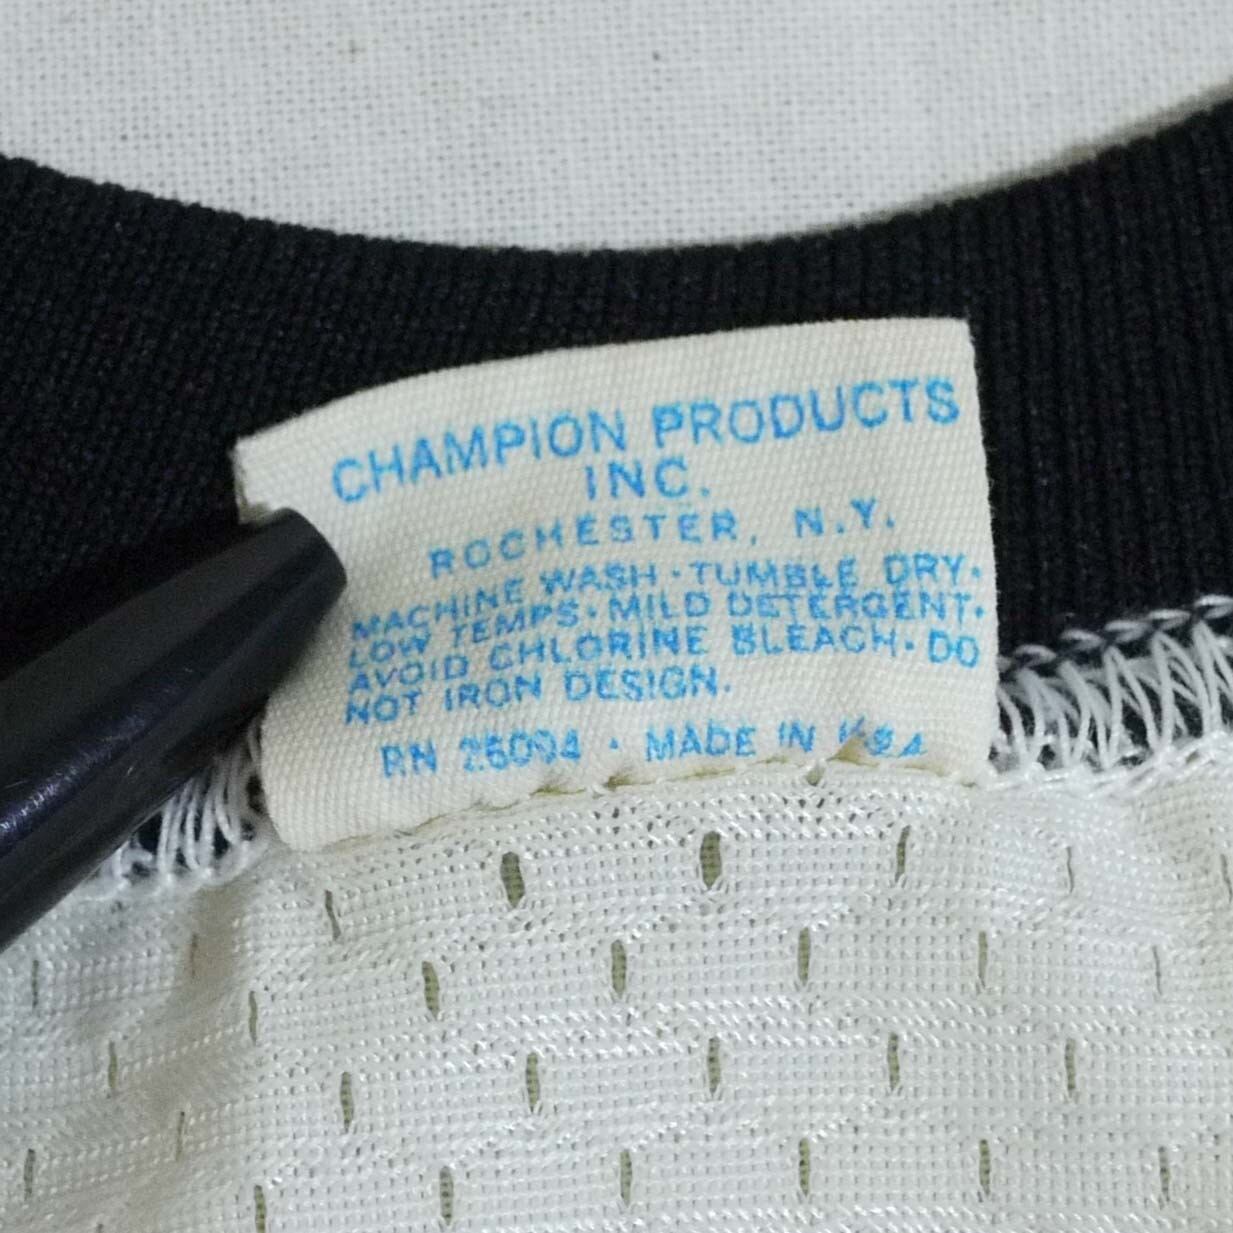 CHAMPION PRODUCTS
INC.
ROCHESTER, N.Y.
MACHINE WASH · TUMBLE DRY ·
LOW TEMPS · MILD DETERGENT ·
AVOID CHLORINE BLEACH · DO
NOT IRON DESIGN.
RN 26094 · MADE IN USA